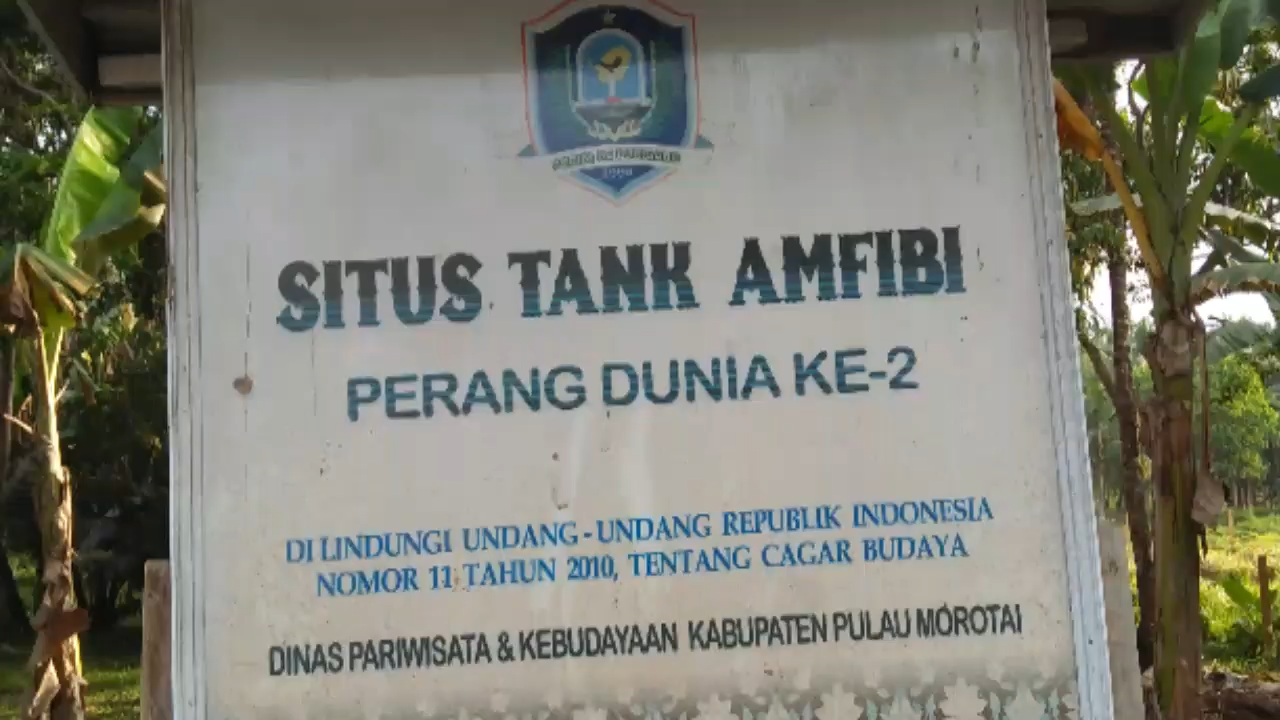 SITUS TANK AMFIBI
PERANG DUNIA KE-2
DI LINDUNGI UNDANG-UNDANG REPUBLIK INDONESIA
NOMOR 11 TAHUN 2010, TENTANG CAGAR BUDAYA
DINAS PARIWISATA & KEBUDAYAAN KABUPATEN PULAU MOROTAI